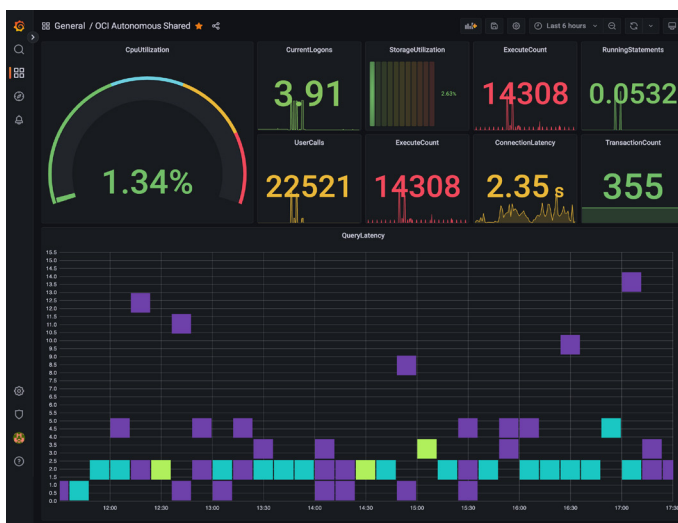 General / OCI Autonomous Shared
Last 6 hours
CpuUtilization
1.34%
CurrentLogons
3.91
StorageUtilization
2.63%
ExecuteCount
14308
RunningStatements
0.0532
UserCalls
22521
ExecuteCount
14308
ConnectionLatency
2.35 s
TransactionCount
355
QueryLatency
15.5
15.0
14.5
14.0
13.5
13.0
12.5
12.0
11.5
11.0
10.5
10.0
9.5
9.0
8.5
8.0
7.5
7.0
6.5
6.0
5.5
5.0
4.5
4.0
3.5
3.0
2.5
2.0
1.5
1.0
0.5
0.0
12:00 12:30 13:00 13:30 14:00 14:30 15:00 15:30 16:00 16:30 17:00 17:30